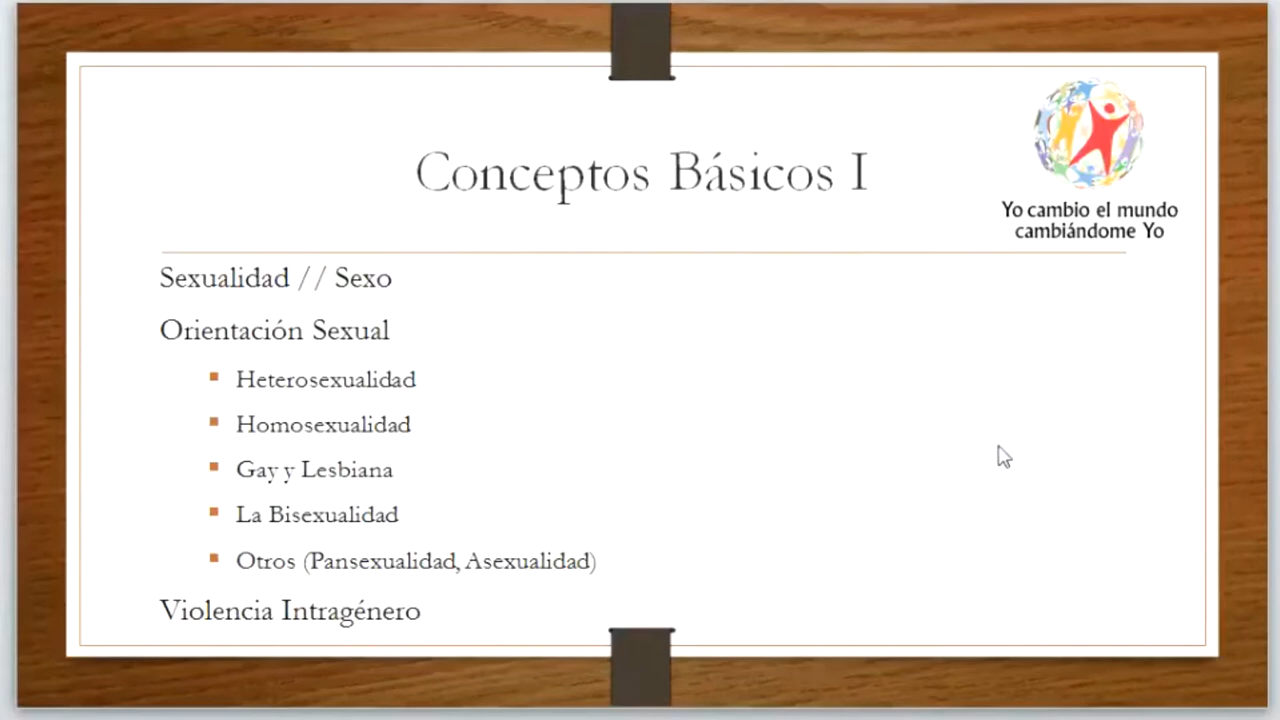 Conceptos Básicos I
Yo cambio el mundo
cambiándome Yo
Sexualidad // Sexo
Orientación Sexual
Heterosexualidad
Homosexualidad
Gay y Lesbiana
La Bisexualidad
Otros (Pansexualidad, Asexualidad)
Violencia Intragénero